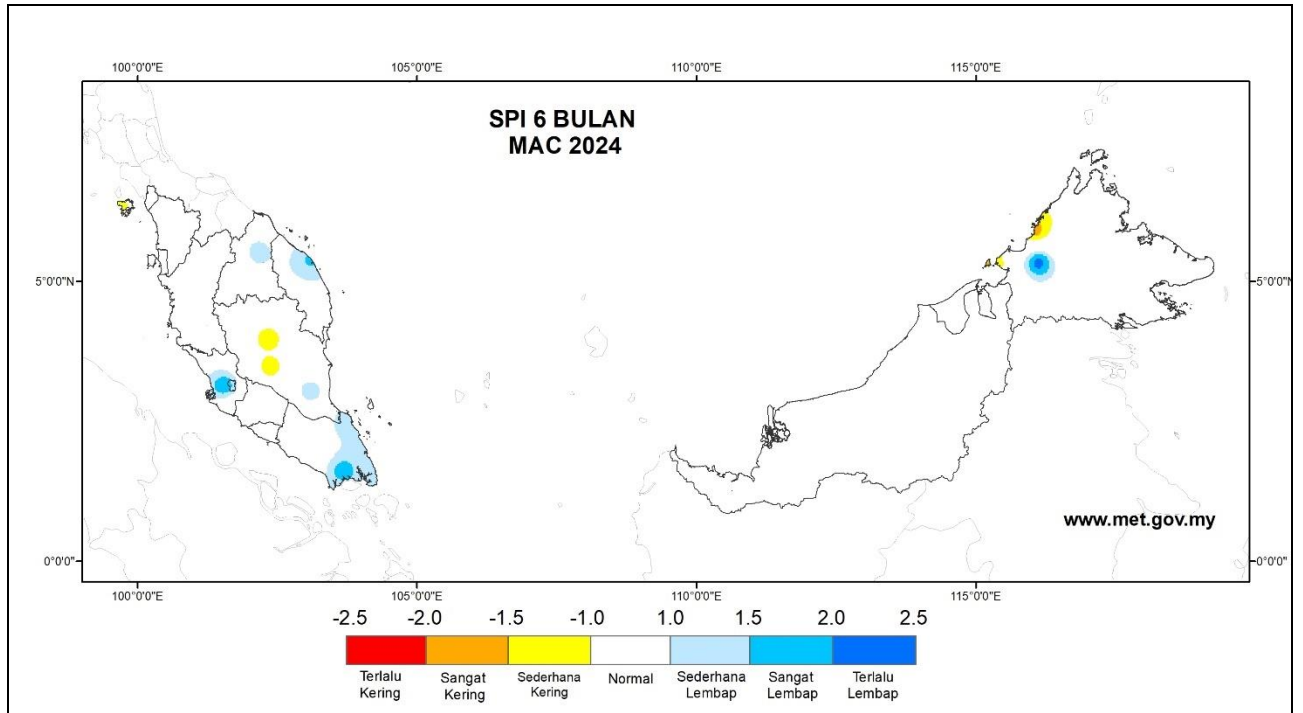 100°0'0"E 105°0'0"E 110°0'0"E 115°0'0"E
SPI 6 BULAN
MAC 2024
5°0'0"N 5°0'0"N
www.met.gov.my
0°0'0" 0°0'0"
100°0'0"E 105°0'0"E 110°0'0"E 115°0'0"E
-2.5 -2.0 -1.5 -1.0 1.0 1.5 2.0 2.5
Terlalu Sangat Sederhana Normal Sederhana Sangat Terlalu
Kering Kering Kering Lembap Lembap Lembap